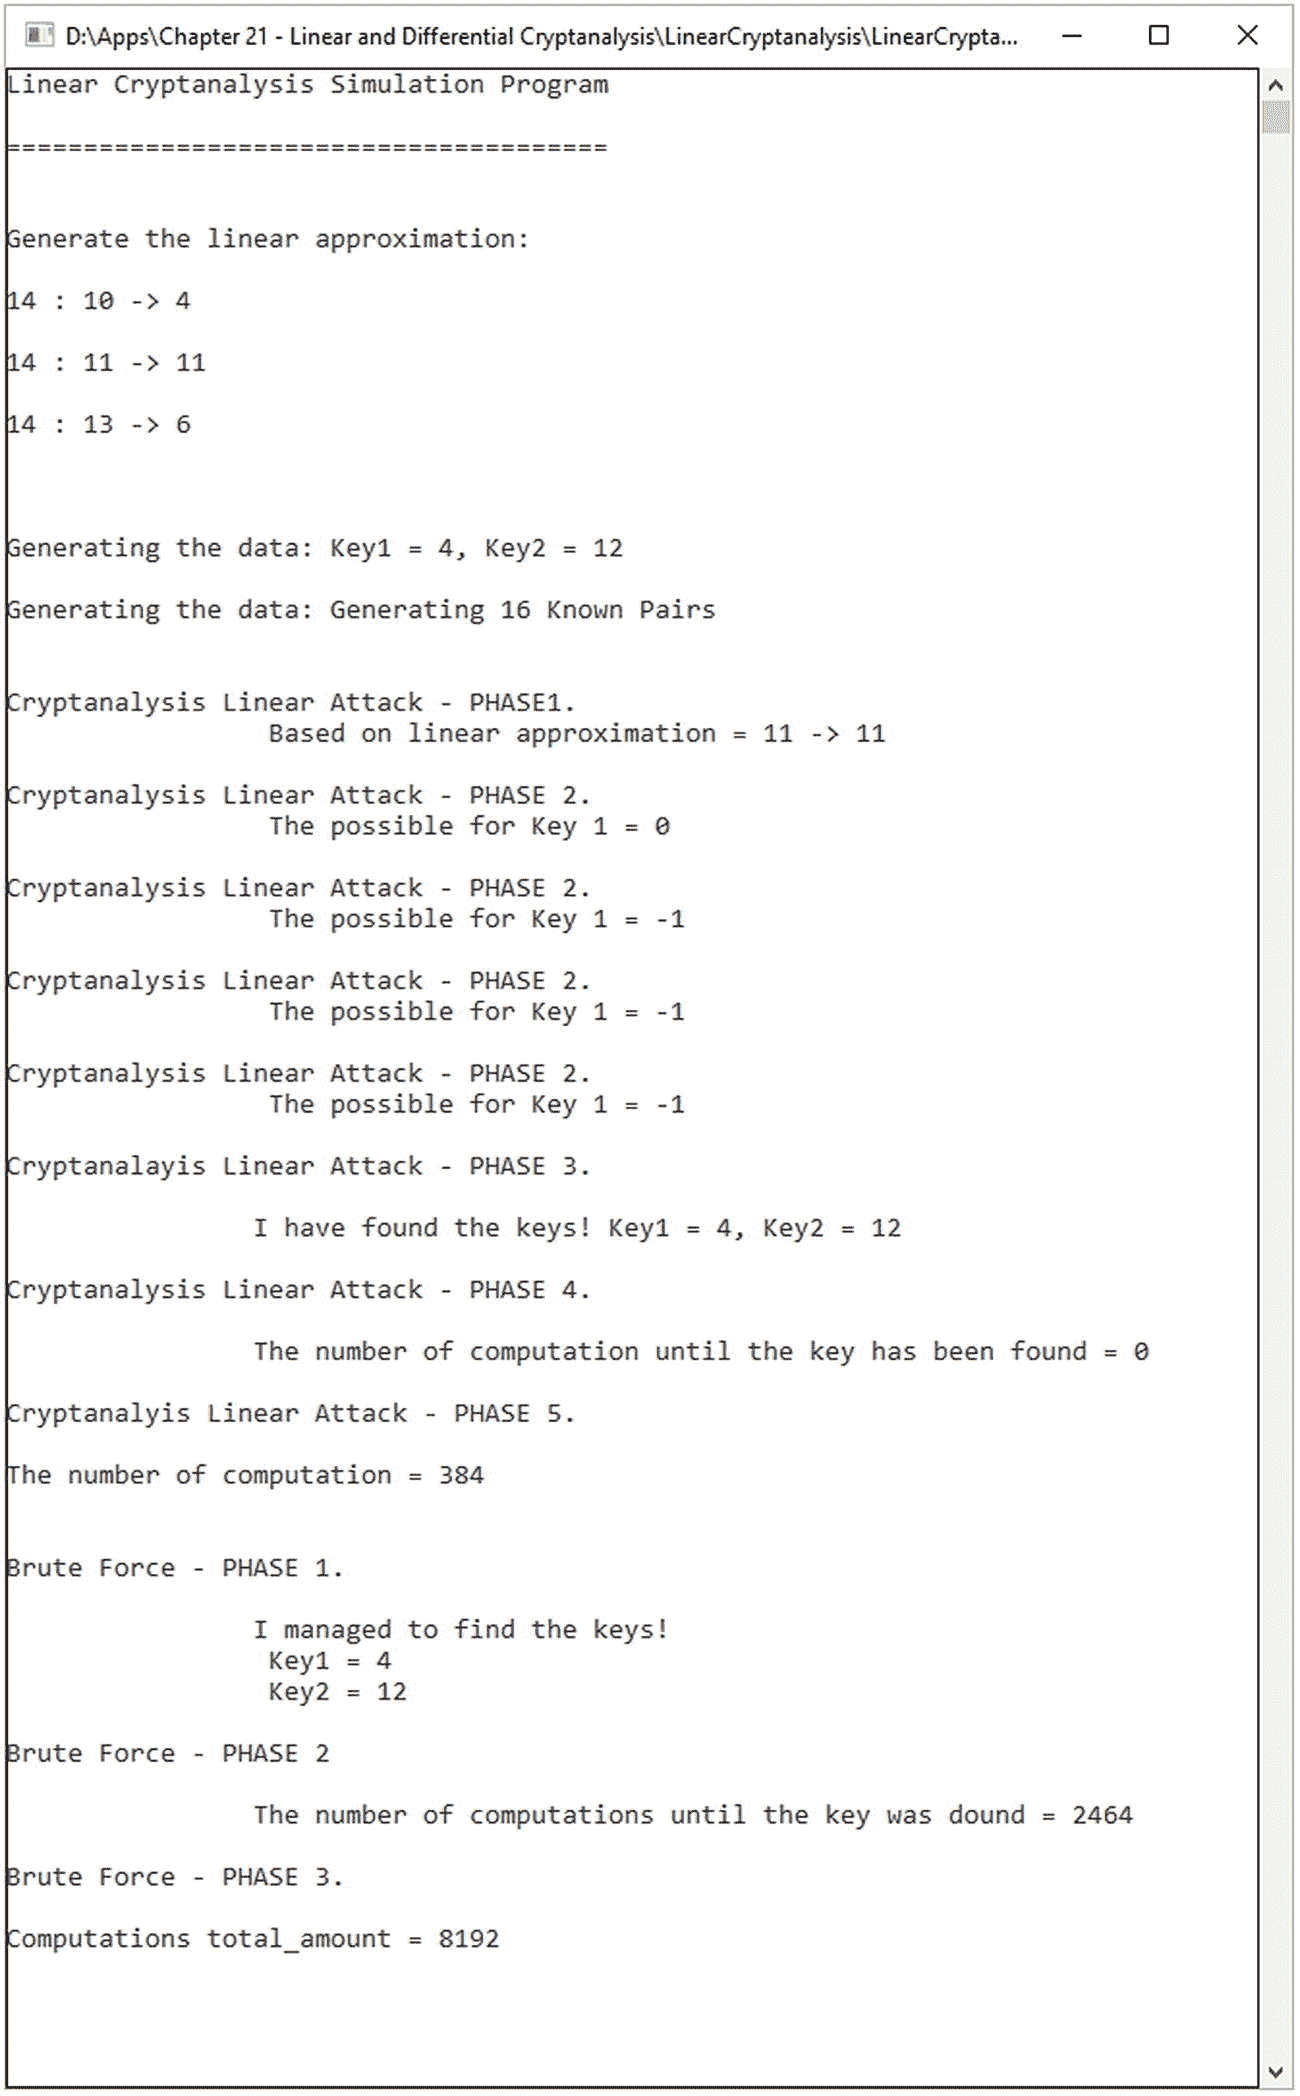 D:\Apps\Chapter 21 - Linear and Differential Cryptanalysis\LinearCryptanalysis\LinearCrypta...
Linear Cryptanalysis Simulation Program
=======================================
Generate the linear approximation:
14 : 10 -> 4
14 : 11 -> 11
14 : 13 -> 6
Generating the data: Key1 = 4, Key2 = 12
Generating the data: Generating 16 Known Pairs
Cryptanalysis Linear Attack - PHASE1.
Based on linear approximation = 11 -> 11
Cryptanalysis Linear Attack - PHASE 2.
The possible for Key 1 = 0
Cryptanalysis Linear Attack - PHASE 2.
The possible for Key 1 = -1
Cryptanalysis Linear Attack - PHASE 2.
The possible for Key 1 = -1
Cryptanalysis Linear Attack - PHASE 2.
The possible for Key 1 = -1
Cryptanalayis Linear Attack - PHASE 3.
I have found the keys! Key1 = 4, Key2 = 12
Cryptanalysis Linear Attack - PHASE 4.
The number of computation until the key has been found = 0
Cryptanalyis Linear Attack - PHASE 5.
The number of computation = 384
Brute Force - PHASE 1.
I managed to find the keys!
Key1 = 4
Key2 = 12
Brute Force - PHASE 2
The number of computations until the key was dound = 2464
Brute Force - PHASE 3.
Computations total_amount = 8192